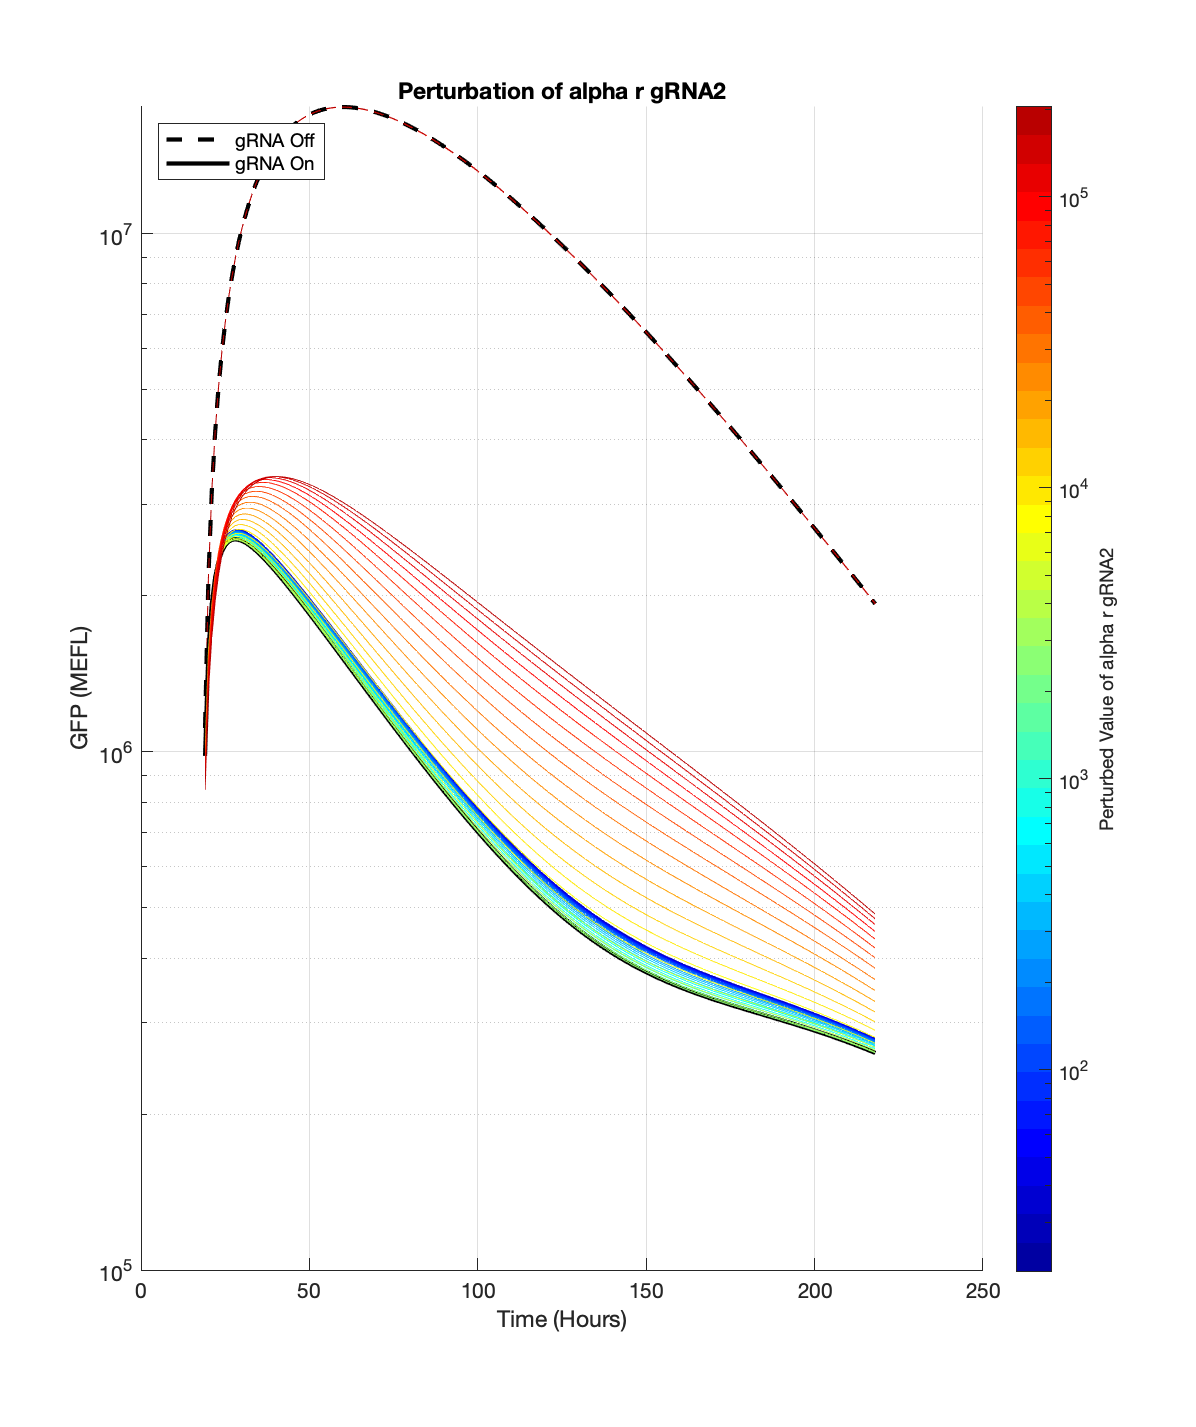 Perturbation of alpha r gRNA2
gRNA Off
gRNA On
10^7
10^6
10^5
GFP (MEFL)
0 50 100 150 200 250
Time (Hours)
10^5
10^4
10^3
10^2
Perturbed Value of alpha r gRNA2